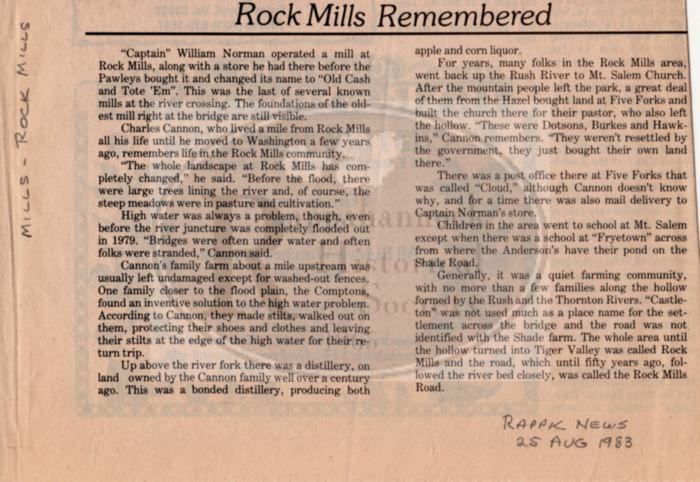 Rock Mills Remembered
MILLS - ROCK MILLS
"Captain" William Norman operated a mill at
Rock Mills, along with a store he had there before the
Pawleys bought it and changed its name to "Old Cash
and Tote 'Em". This was the last of several known
mills at the river crossing. The foundations of the old-
est mill right at the bridge are still visible.
Charles Cannon, who lived a mile from Rock Mills
all his life until he moved to Washington a few years
ago, remembers life in the Rock Mills community.
"The whole landscape at Rock Mills has com-
pletely changed," he said. "Before the flood, there
were large trees lining the river and, of course, the
steep meadows were in pasture and cultivation."
High water was always a problem, though, even
before the river juncture was completely flooded out
in 1979. "Bridges were often under water and often
folks were stranded," Cannon said.
Cannon's family farm about a mile upstream was
usually left undamaged except for washed-out fences.
One family closer to the flood plain, the Comptons,
found an inventive solution to the high water problem.
According to Cannon, they made stilts, walked out on
them, protecting their shoes and clothes and leaving
their stilts at the edge of the high water for their re-
turn trip.
Up above the river fork there was a distillery, on
land owned by the Cannon family well over a century
ago. This was a bonded distillery, producing both
apple and corn liquor.
For years, many folks in the Rock Mills area,
went back up the Rush River to Mt. Salem Church.
After the mountain people left the park, a great deal
of them from the Hazel bought land at Five Forks and
built the church there for their pastor, who also left
the hollow. "These were Dotsons, Burkes and Hawk-
ins," Cannon remembers. "They weren't resettled by
the government, they just bought their own land
there."
There was a post office there at Five Forks that
was called "Cloud," although Cannon doesn't know
why, and for a time there was also mail delivery to
Captain Norman's store.
Children in the area went to school at Mt. Salem
except when there was a school at "Fryetown" across
from where the Anderson's have their pond on the
Shade Road.
Generally, it was a quiet farming community,
with no more than a few families along the hollow
formed by the Rush and the Thornton Rivers. "Castle-
ton" was not used much as a place name for the set-
tlement across the bridge and the road was not
identified with the Shade farm. The whole area until
the hollow turned into Tiger Valley was called Rock
Mills and the road, which until fifty years ago, fol-
lowed the river bed closely, was called the Rock Mills
Road.
RAPPK NEWS
25 AUG 1983